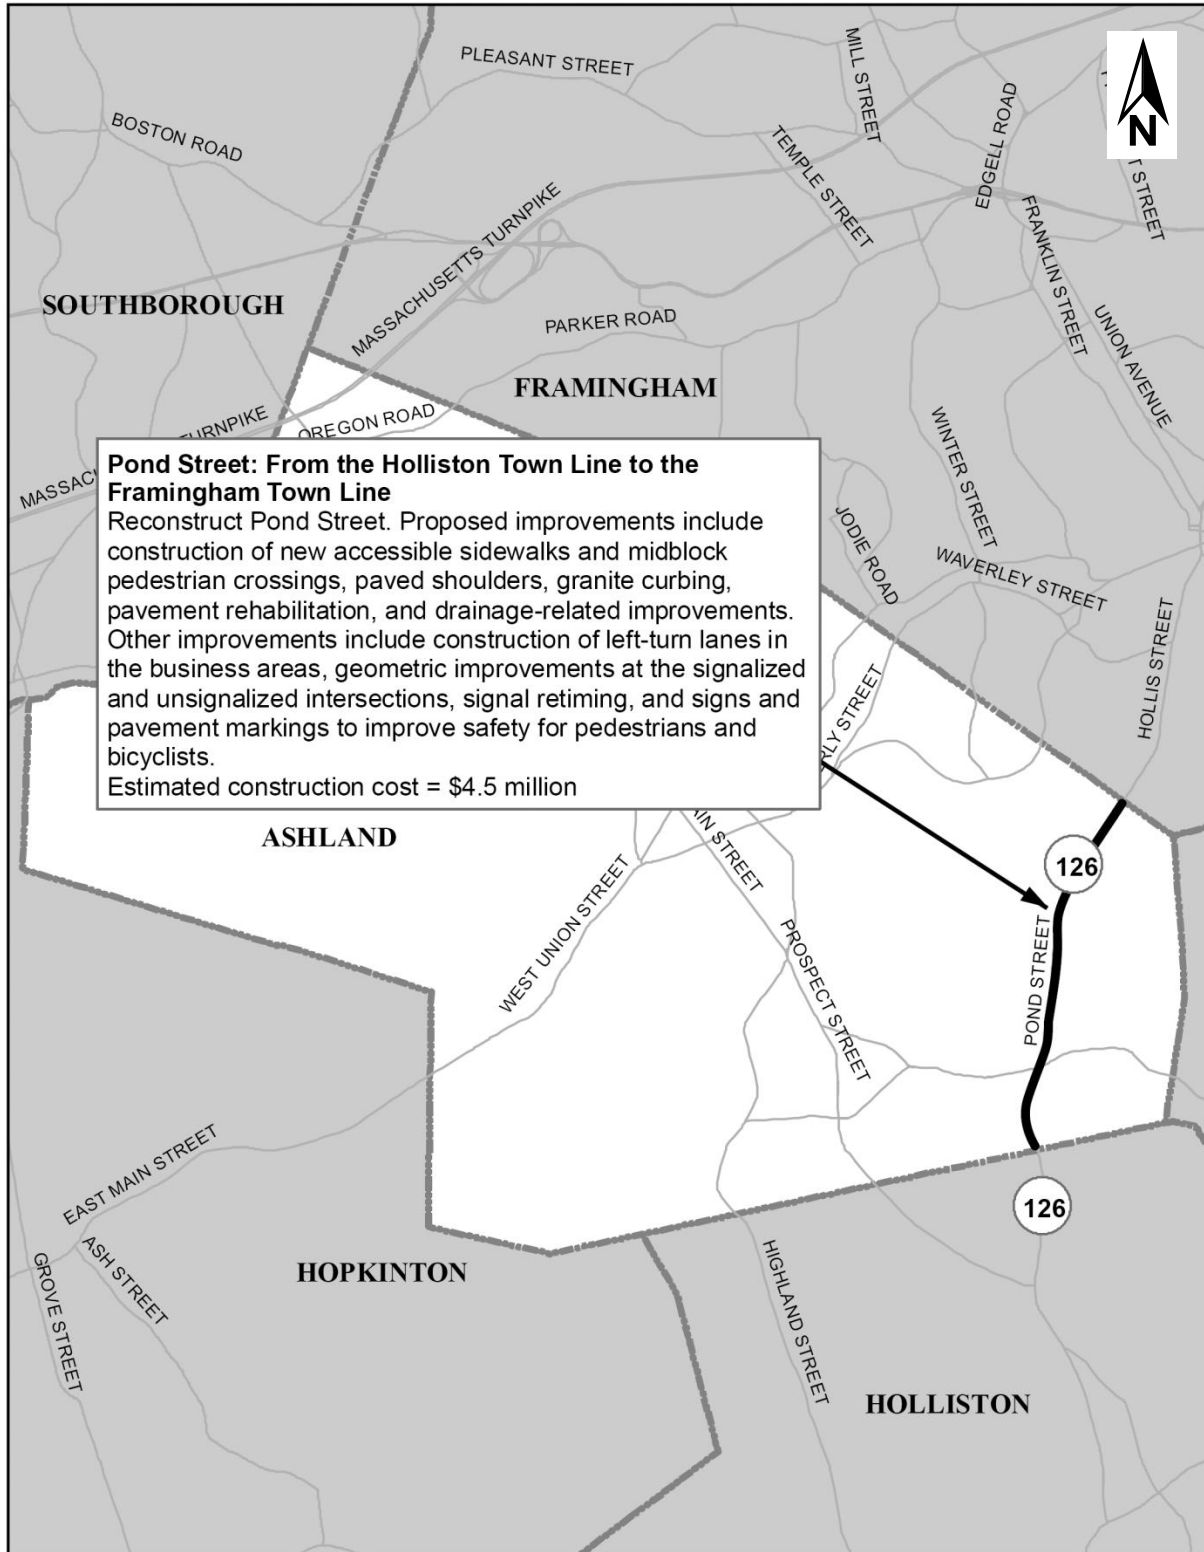 PLEASANT STREET
MILL STREET
N
BOSTON ROAD
TEMPLE STREET
EDGELL ROAD
T STREET
FRANKLIN STREET
MASSACHUSETTS TURNPIKE
SOUTHBOROUGH
PARKER ROAD
UNION AVENUE
FRAMINGHAM
OREGON ROAD
TURNPIKE
MASSAC
WINTER STREET
Pond Street: From the Holliston Town Line to the
Framingham Town Line
Reconstruct Pond Street. Proposed improvements include
construction of new accessible sidewalks and midblock
pedestrian crossings, paved shoulders, granite curbing,
pavement rehabilitation, and drainage-related improvements.
Other improvements include construction of left-turn lanes in
the business areas, geometric improvements at the signalized
and unsignalized intersections, signal retiming, and signs and
pavement markings to improve safety for pedestrians and
bicyclists.
Estimated construction cost = $4.5 million
JODIE ROAD
WAVERLEY STREET
HOLLIS STREET
RLY STREET
ASHLAND
IN STREET
126
WEST UNION STREET
PROSPECT STREET
POND STREET
EAST MAIN STREET
126
ASH STREET
GROVE STREET
HOPKINTON
HIGHLAND STREET
HOLLISTON